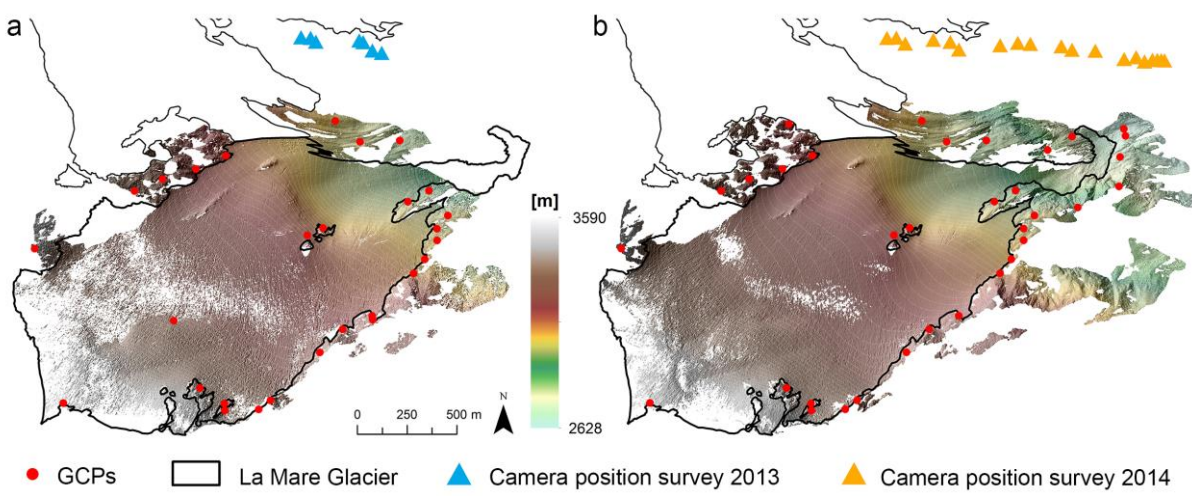 a
b
[m]
3590
2628
N
0 250 500 m
GCPs
La Mare Glacier
Camera position survey 2013
Camera position survey 2014